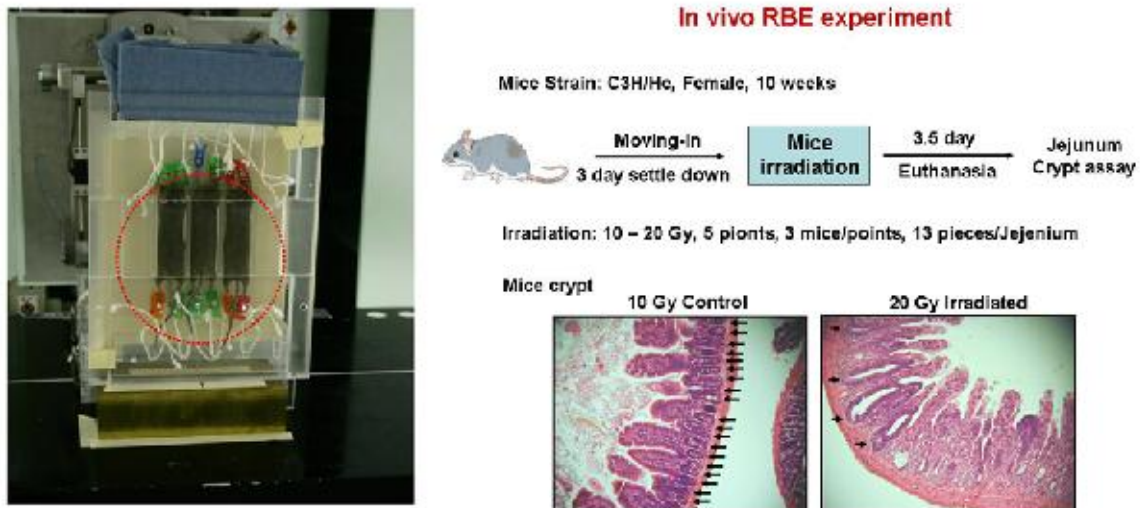 In vivo RBE experiment
Mice Strain: C3H/He, Female, 10 weeks
Moving-in
3 day settle down
Mice
irradiation
3.5 day
Euthanasia
Jejunum
Crypt assay
Irradiation: 10 – 20 Gy, 5 pionts, 3 mice/points, 13 pieces/Jejenium
Mice crypt
10 Gy Control
20 Gy Irradiated